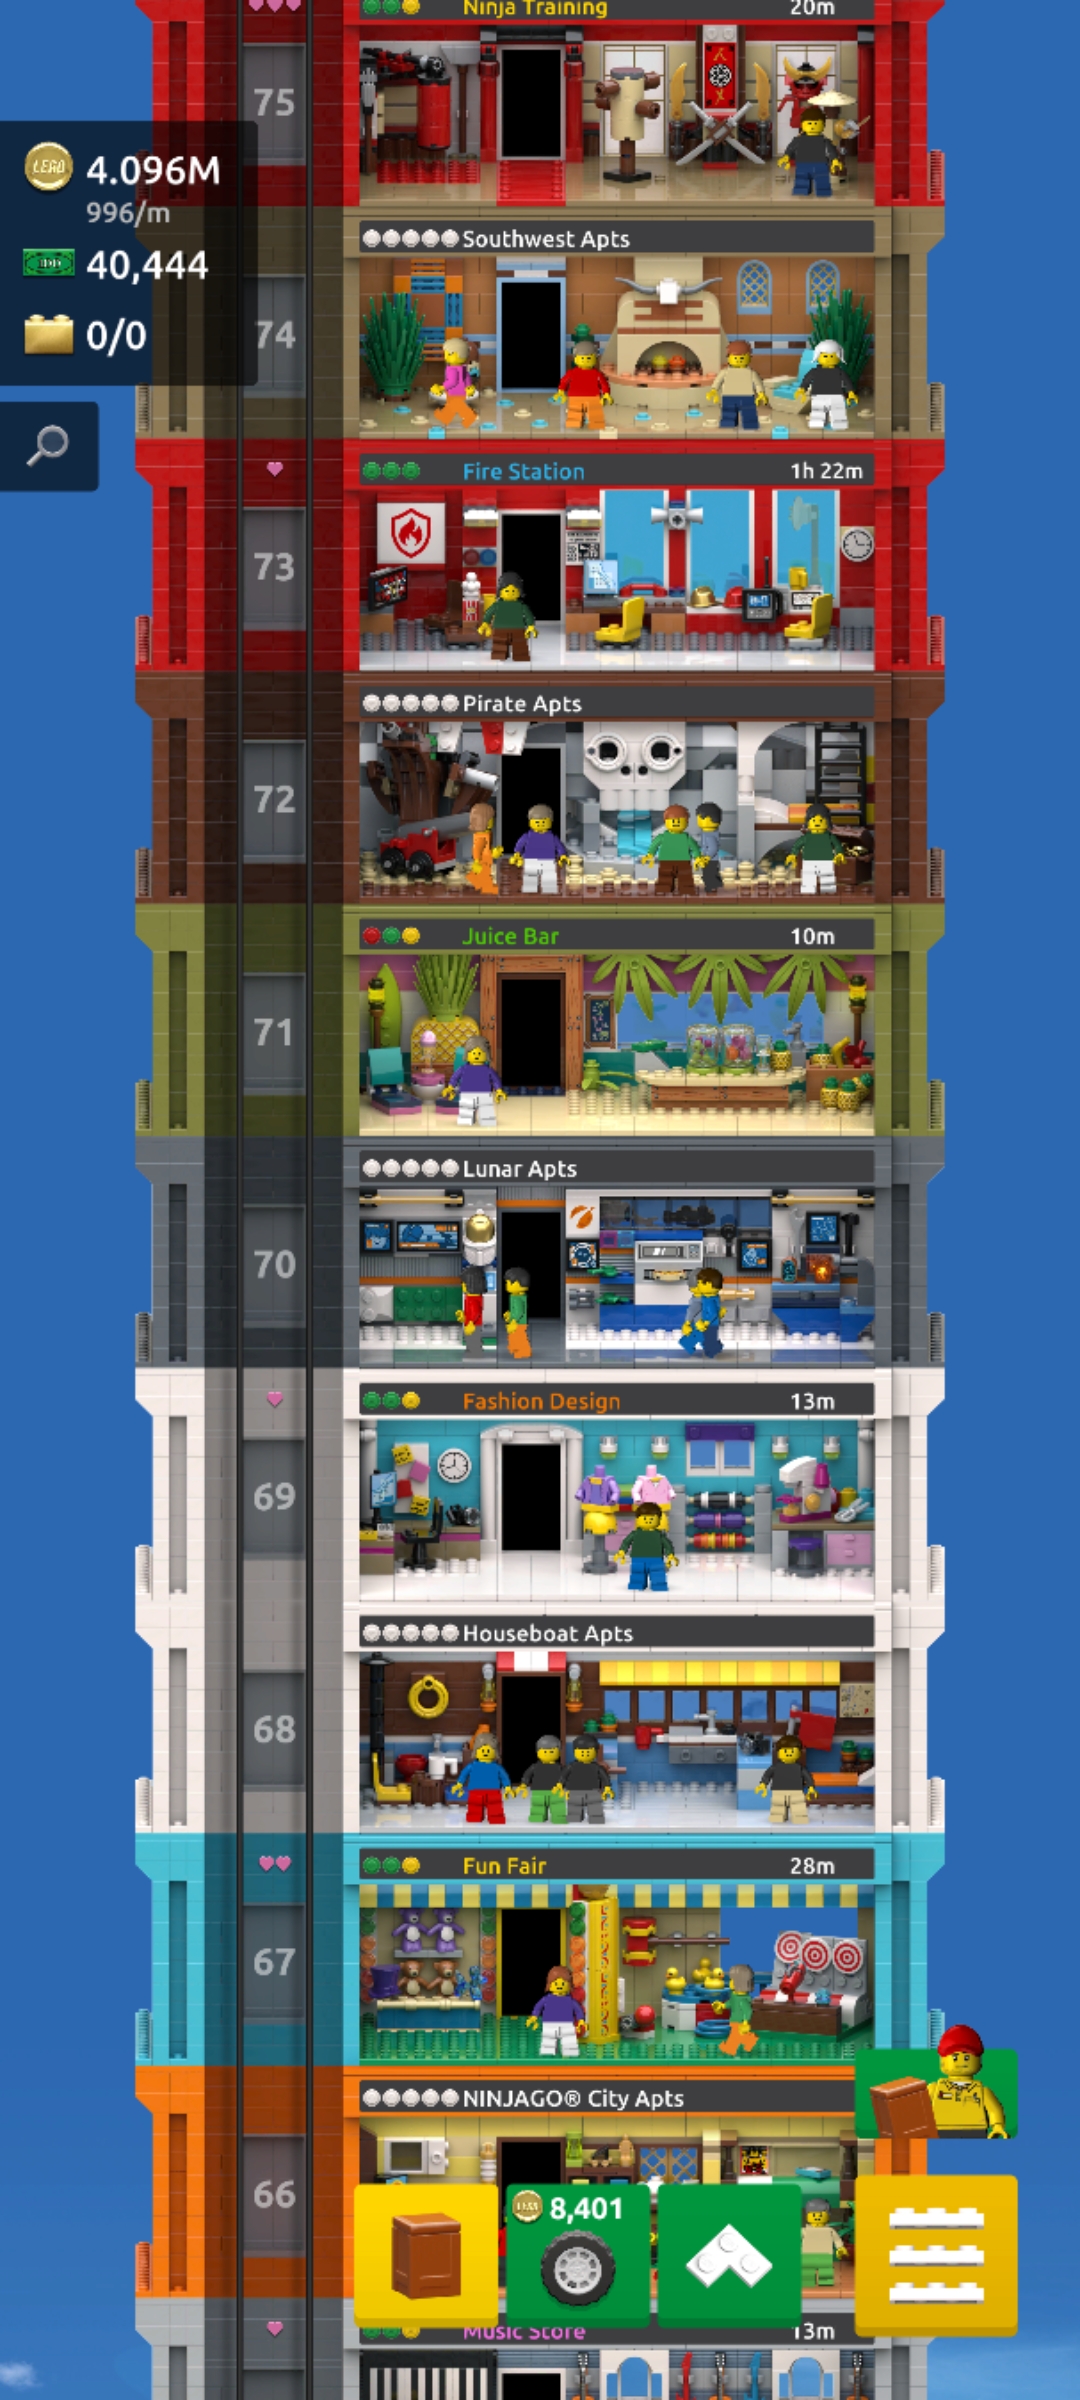 Ninja Training 20m
75
LEGO 4.096M
996/m
40,444
0/0
Southwest Apts
74
Fire Station 1h 22m
73
Pirate Apts
72
Juice Bar 10m
71
Lunar Apts
70
Fashion Design 13m
69
Houseboat Apts
68
Fun Fair 28m
67
NINJAGO® City Apts
66
LEGO 8,401
Music Store 13m